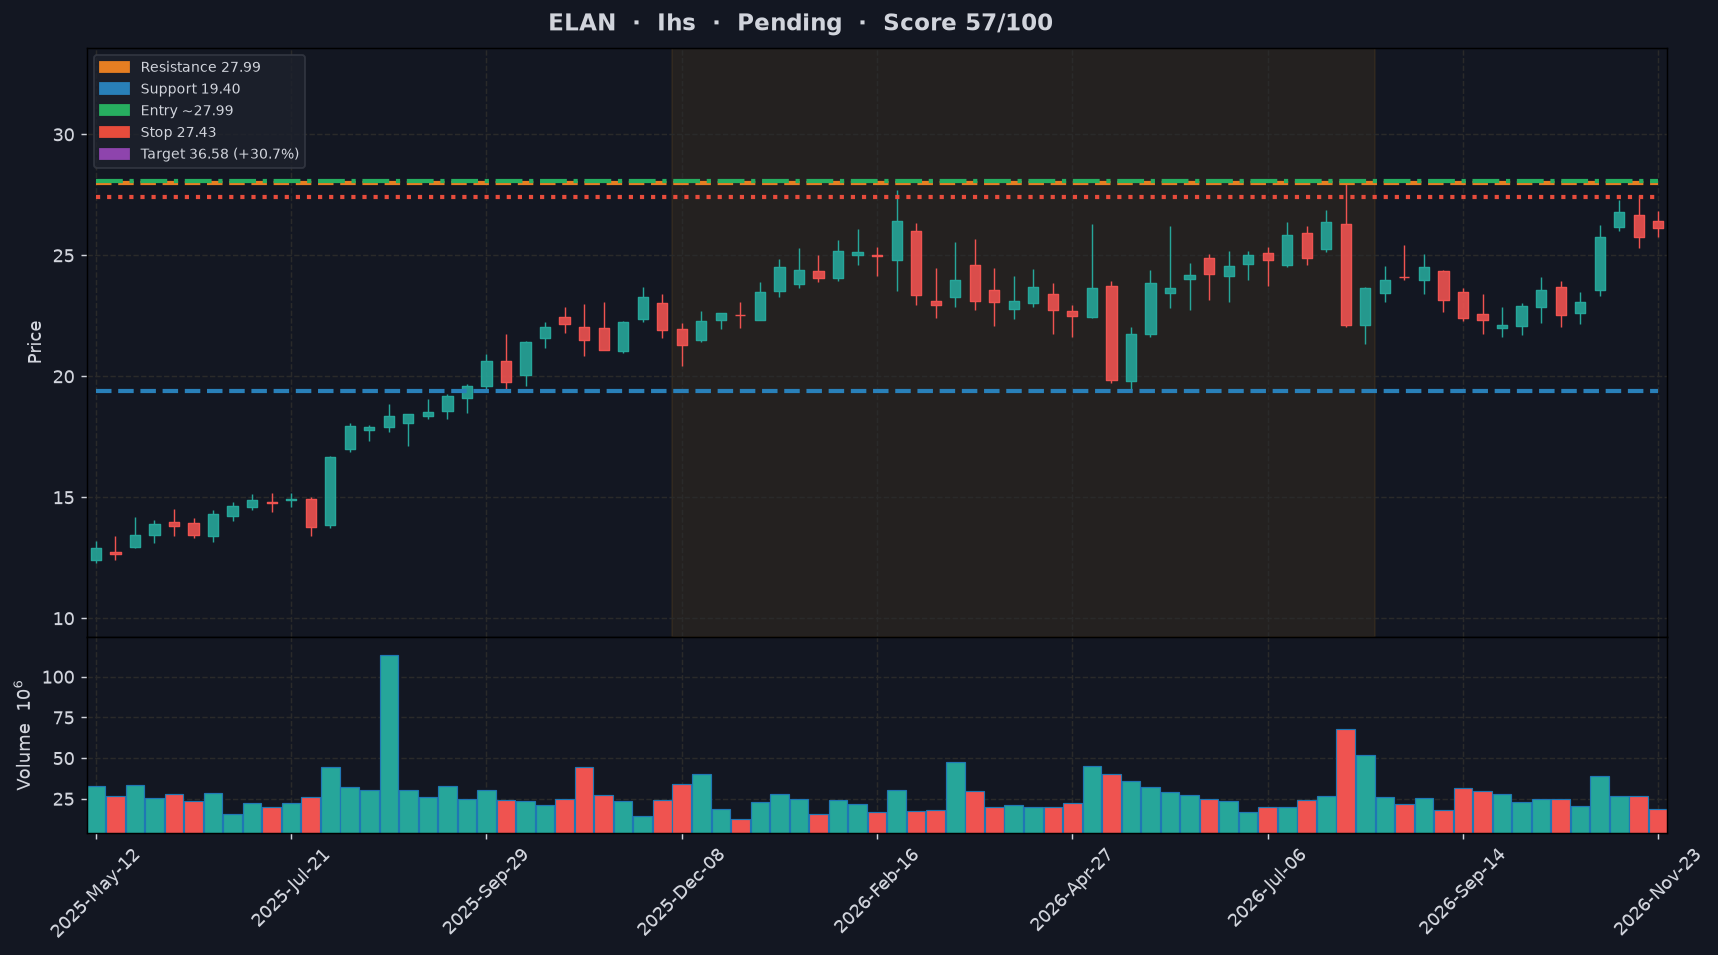 ELAN · Ihs · Pending · Score 57/100
Resistance 27.99
Support 19.40
Entry ~27.99
Stop 27.43
Target 36.58 (+30.7%)
Price
30
25
20
15
10
Volume 10⁶
100
75
50
25
2025-May-12
2025-Jul-21
2025-Sep-29
2025-Dec-08
2026-Feb-16
2026-Apr-27
2026-Jul-06
2026-Sep-14
2026-Nov-23